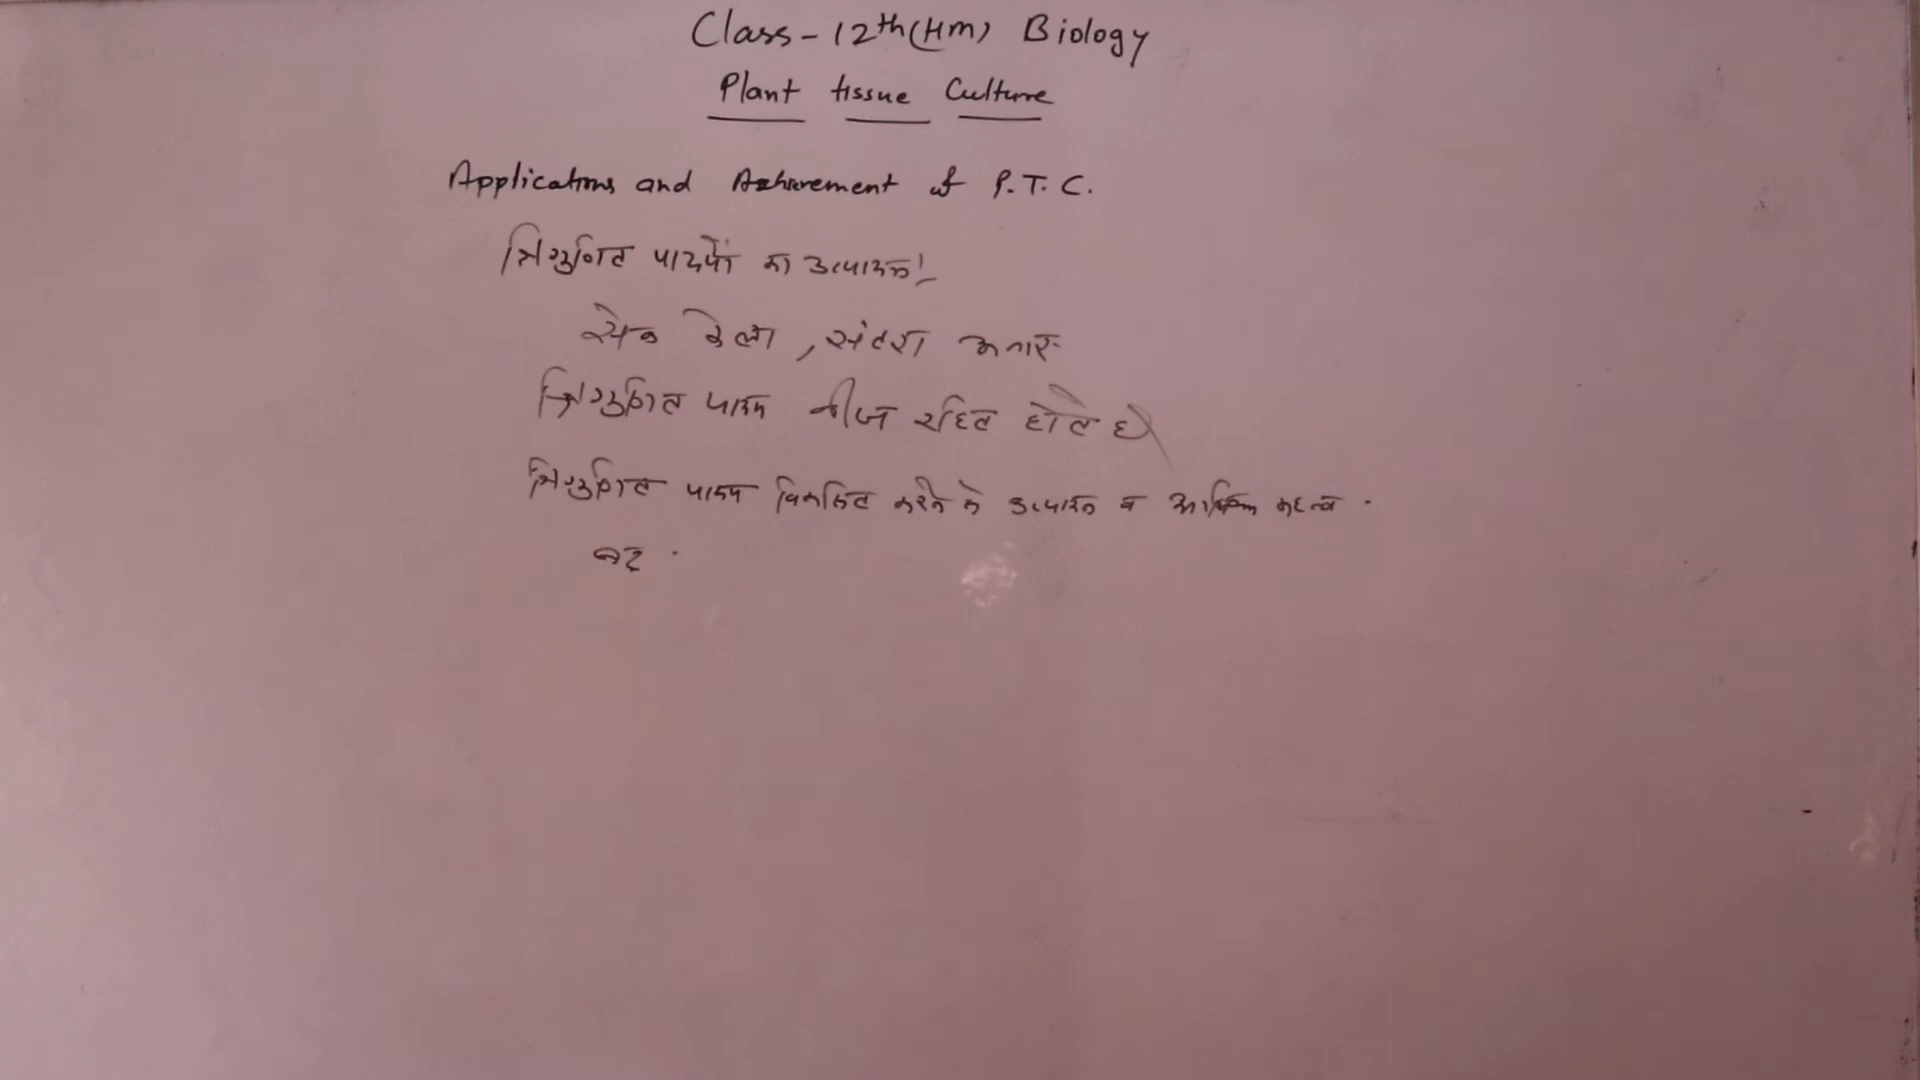 Class-12th(Hm) Biology
Plant tissue Culture
Applications and Achievement of P.T.C.
त्रिगुणित पादपों का उत्पादन:-
सेब केला, संतरा अनार
त्रिगुणित पादप बीज रहित होते है
त्रिगुणित पादप विकसित करने के उत्पादन व आर्थिक महत्व
बढ़